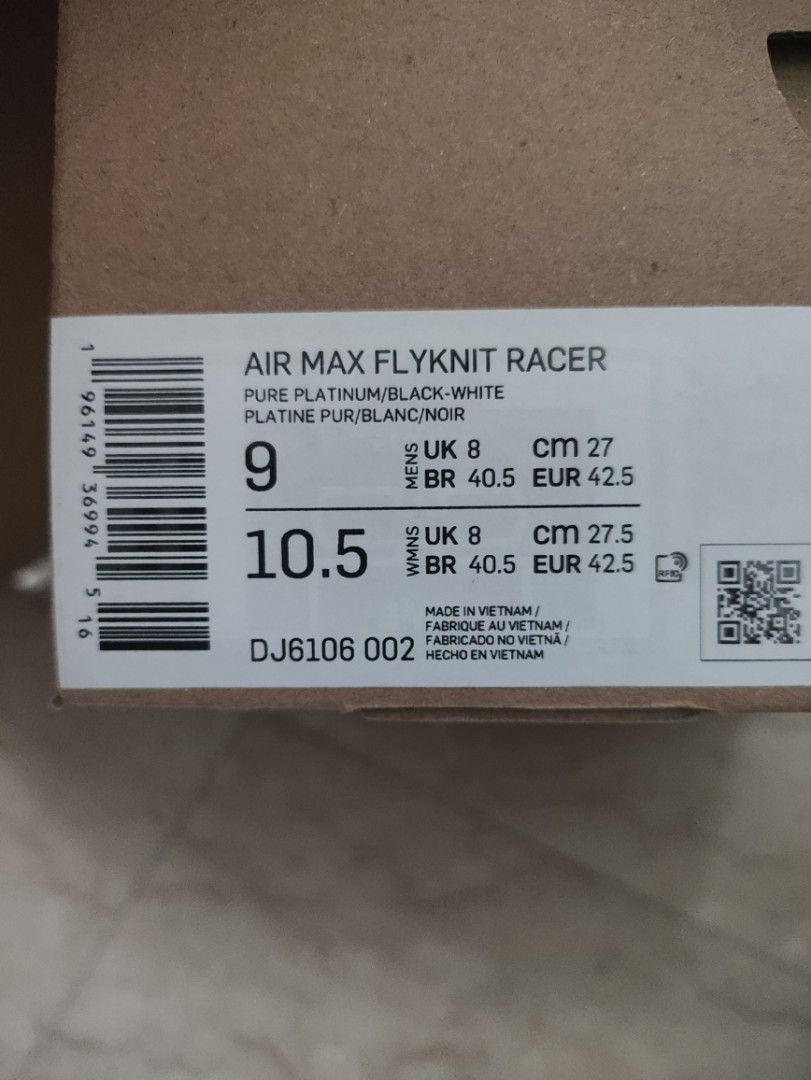 AIR MAX FLYKNIT RACER
PURE PLATINUM/BLACK-WHITE
PLATINE PUR/BLANC/NOIR
9
MENS
UK 8 cm 27
BR 40.5 EUR 42.5
10.5
WMNS
UK 8 cm 27.5
BR 40.5 EUR 42.5
RFID
MADE IN VIETNAM /
FABRIQUE AU VIETNAM /
FABRICADO NO VIETNÃ /
HECHO EN VIETNAM
DJ6106 002
1 96149 36994 5 16